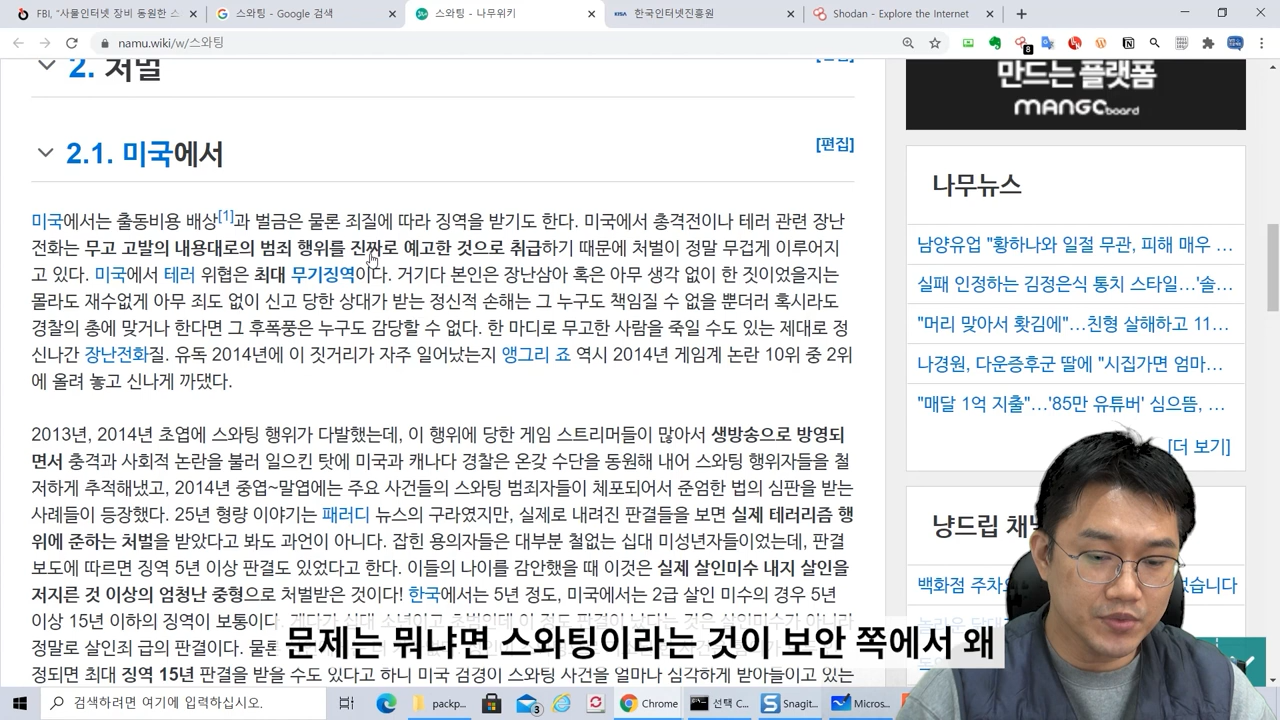 FBI, "사물인터넷 장비 동원한 스
스와팅 - Google 검색
스와팅 - 나무위키
KISA
한국인터넷진흥원
Shodan - Explore the Internet
namu.wiki/w/스와팅
8
2. 처벌
2.1. 미국에서
[편집]
미국에서는 출동비용 배상[1]과 벌금은 물론 죄질에 따라 징역을 받기도 한다. 미국에서 총격전이나 테러 관련 장난
전화는 무고 고발의 내용대로의 범죄 행위를 진짜로 예고한 것으로 취급하기 때문에 처벌이 정말 무겁게 이루어지
고 있다. 미국에서 테러 위협은 최대 무기징역이다. 거기다 본인은 장난삼아 혹은 아무 생각 없이 한 짓이었을지는
몰라도 재수없게 아무 죄도 없이 신고 당한 상대가 받는 정신적 손해는 그 누구도 책임질 수 없을 뿐더러 혹시라도
경찰의 총에 맞거나 한다면 그 후폭풍은 누구도 감당할 수 없다. 한 마디로 무고한 사람을 죽일 수도 있는 제대로 정
신나간 장난전화질. 유독 2014년에 이 짓거리가 자주 일어났는지 앵그리 죠 역시 2014년 게임계 논란 10위 중 2위
에 올려 놓고 신나게 까댔다.
2013년, 2014년 초엽에 스와팅 행위가 다발했는데, 이 행위에 당한 게임 스트리머들이 많아서 생방송으로 방영되
면서 충격과 사회적 논란을 불러 일으킨 탓에 미국과 캐나다 경찰은 온갖 수단을 동원해 내어 스와팅 행위자들을 철
저하게 추적해냈고, 2014년 중엽~말엽에는 주요 사건들의 스와팅 범죄자들이 체포되어서 준엄한 법의 심판을 받는
사례들이 등장했다. 25년 형량 이야기는 패러디 뉴스의 구라였지만, 실제로 내려진 판결들을 보면 실제 테러리즘 행
위에 준하는 처벌을 받았다고 봐도 과언이 아니다. 잡힌 용의자들은 대부분 철없는 십대 미성년자들이었는데, 판결
보도에 따르면 징역 5년 이상 판결도 있었다고 한다. 이들의 나이를 감안했을 때 이것은 실제 살인미수 내지 살인을
저지른 것 이상의 엄청난 중형으로 처벌받은 것이다! 한국에서는 5년 정도, 미국에서는 2급 살인 미수의 경우 5년
이상 15년 이하의 징역이 보통이다.
정말로 살인죄 급의 판결이다. 물론
정되면 최대 징역 15년 판결을 받을 수도 있다고 하니 미국 검경이 스와팅 사건을 얼마나 심각하게 받아들이고 있는
문제는 뭐냐면 스와팅이라는 것이 보안 쪽에서 왜
만드는 플랫폼
MANGOboard
나무뉴스
남양유업 "황하나와 일절 무관, 피해 매우 ...
실패 인정하는 김정은식 통치 스타일...'솔...
"머리 맞아서 홧김에"...친형 살해하고 11...
나경원, 다운증후군 딸에 "시집가면 엄마...
"매달 1억 지출"...'85만 유튜버' 심으뜸, ...
[더 보기]
냥드립 채널
백화점 주차요
습니다
검색하려면 여기에 입력하십시오.
packp...
3
Chrome
선택 C...
Snagit...
Micros...